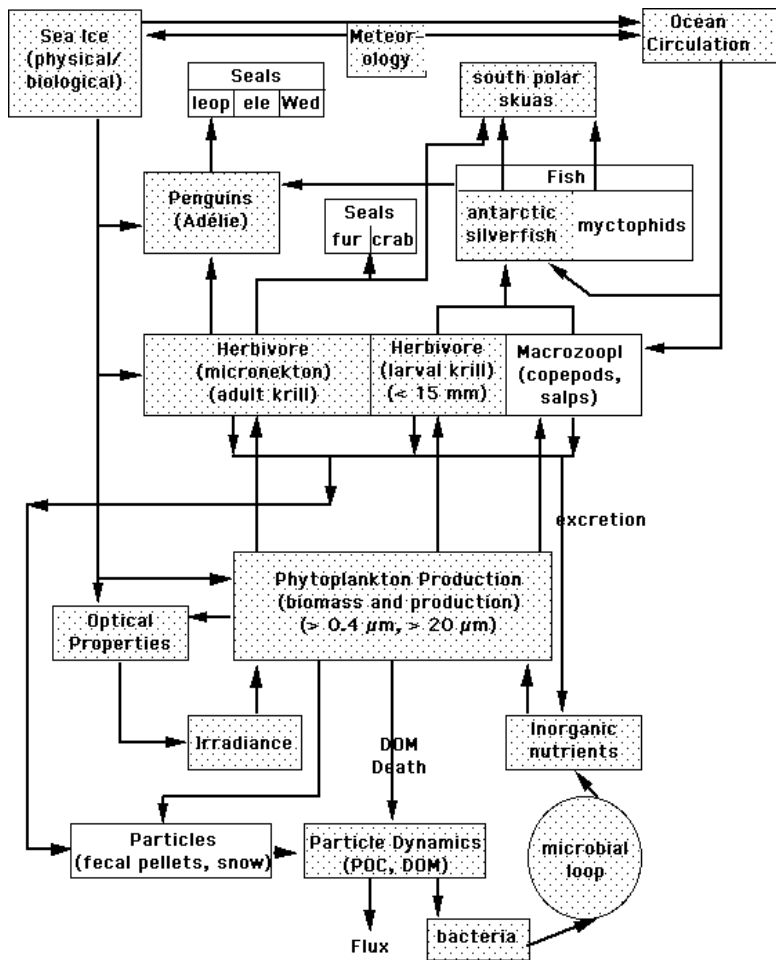 Sea Ice
(physical/
biological)
Meteor-
ology
Ocean
Circulation
Seals
leop ele Wed
south polar
skuas
Penguins
(Adélie)
Seals
fur crab
Fish
antarctic
silverfish
myctophids
Herbivore
(micronekton)
(adult krill)
Herbivore
(larval krill)
(< 15 mm)
Macrozoopl
(copepods,
salps)
excretion
Phytoplankton Production
(biomass and production)
(> 0.4 µm, > 20 µm)
Optical
Properties
Irradiance
DOM
Death
Inorganic
nutrients
Particles
(fecal pellets, snow)
Particle Dynamics
(POC, DOM)
microbial
loop
Flux
bacteria